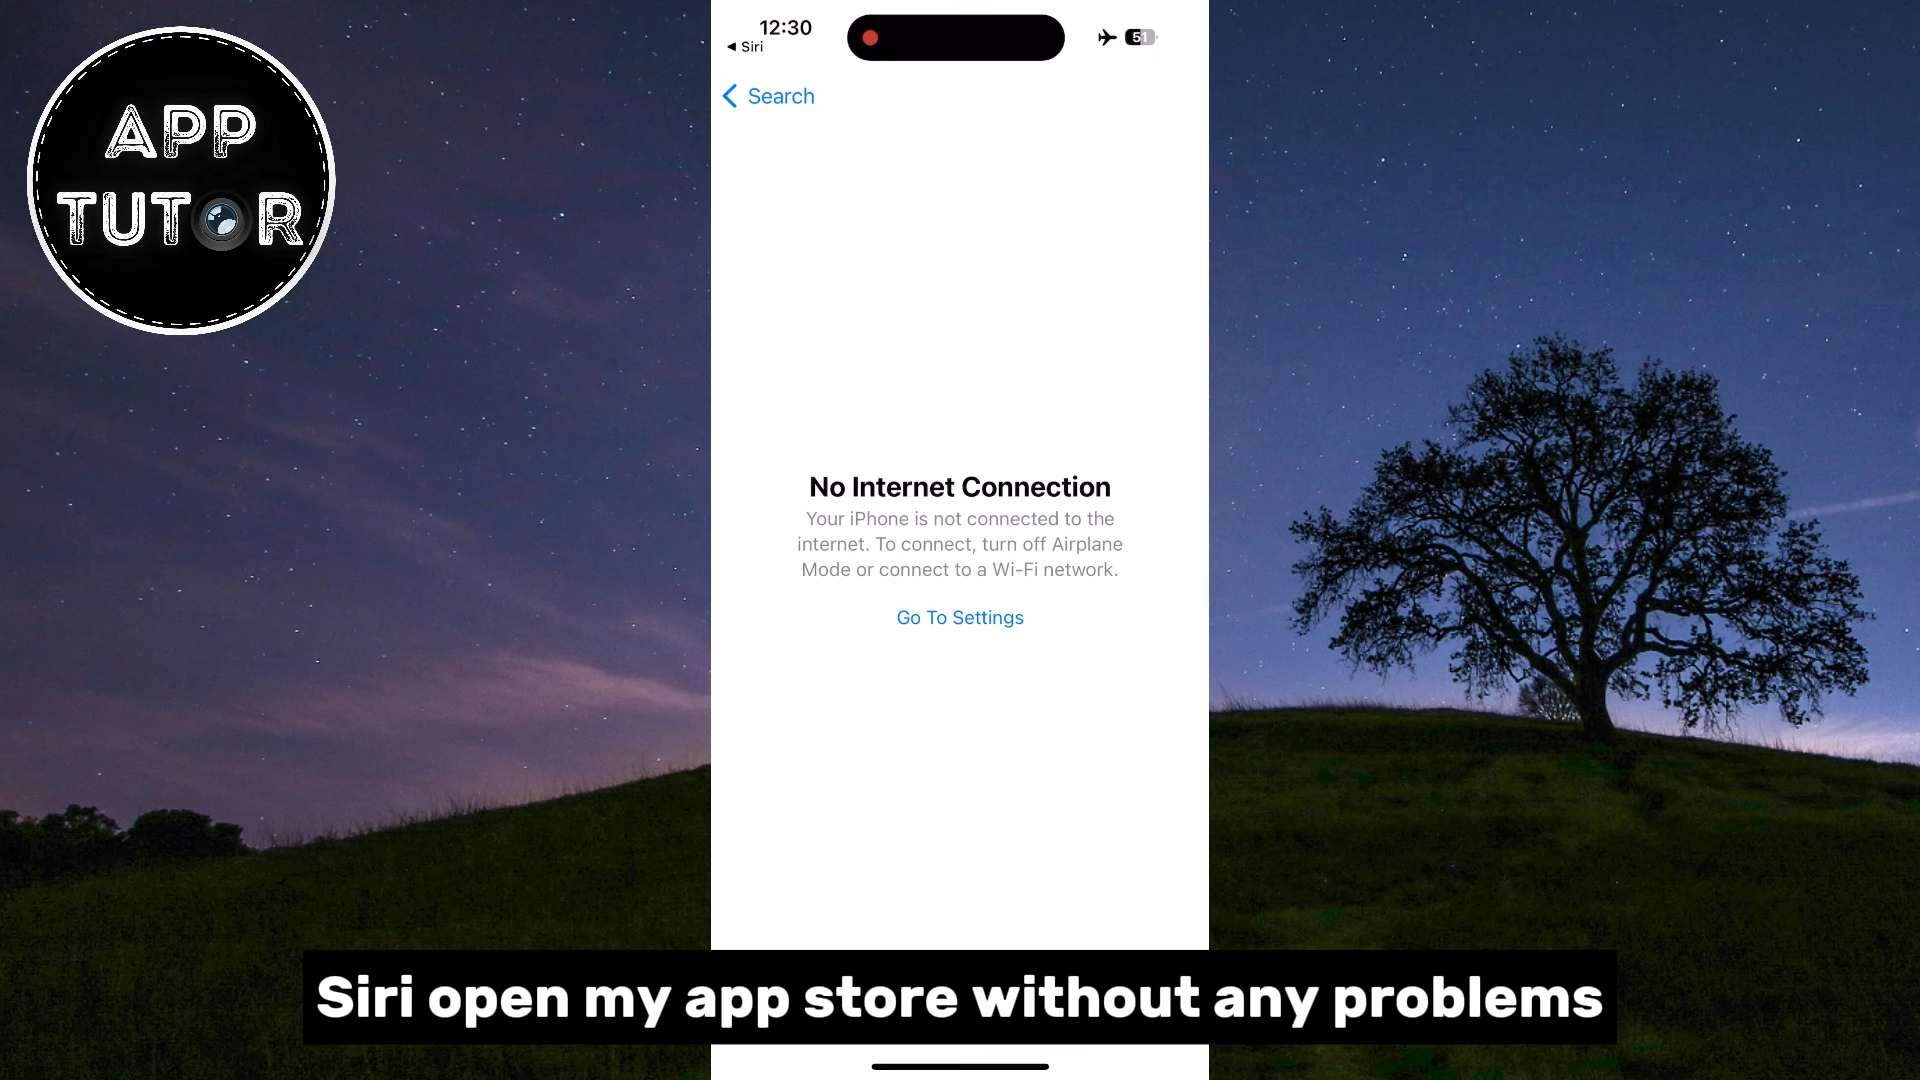 APP
TUTOR
12:30
51
◀ Siri
Search
No Internet Connection
Your iPhone is not connected to the
internet. To connect, turn off Airplane
Mode or connect to a Wi-Fi network.
Go To Settings
Siri open my app store without any problems